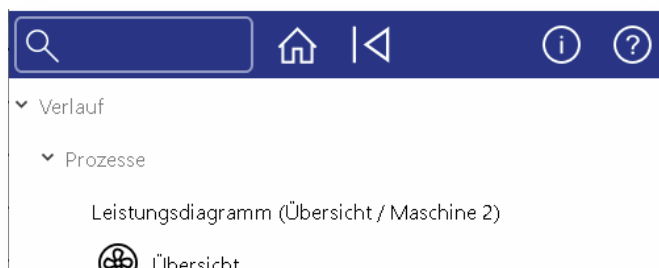 Verlauf
Prozesse
Leistungsdiagramm (Übersicht / Maschine 2)
Übersicht